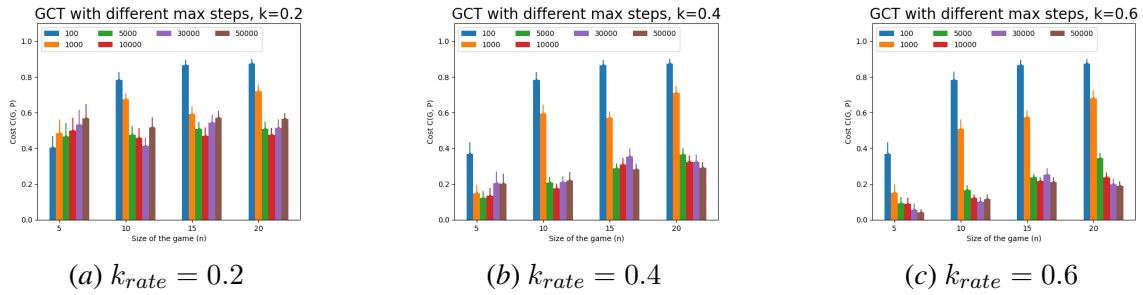 GCT with different max steps, k=0.2
100 5000 30000 50000
1000 10000
Cost C(G, P)
1.0
0.8
0.6
0.4
0.2
0.0
5 10 15 20
Size of the game (n)
(a) k_rate = 0.2
GCT with different max steps, k=0.4
100 5000 30000 50000
1000 10000
Cost C(G, P)
1.0
0.8
0.6
0.4
0.2
0.0
5 10 15 20
Size of the game (n)
(b) k_rate = 0.4
GCT with different max steps, k=0.6
100 5000 30000 50000
1000 10000
Cost C(G, P)
1.0
0.8
0.6
0.4
0.2
0.0
5 10 15 20
Size of the game (n)
(c) k_rate = 0.6